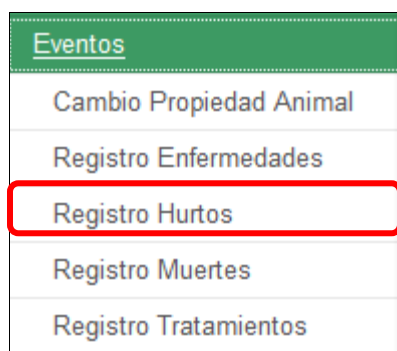 Eventos
Cambio Propiedad Animal
Registro Enfermedades
Registro Hurtos
Registro Muertes
Registro Tratamientos